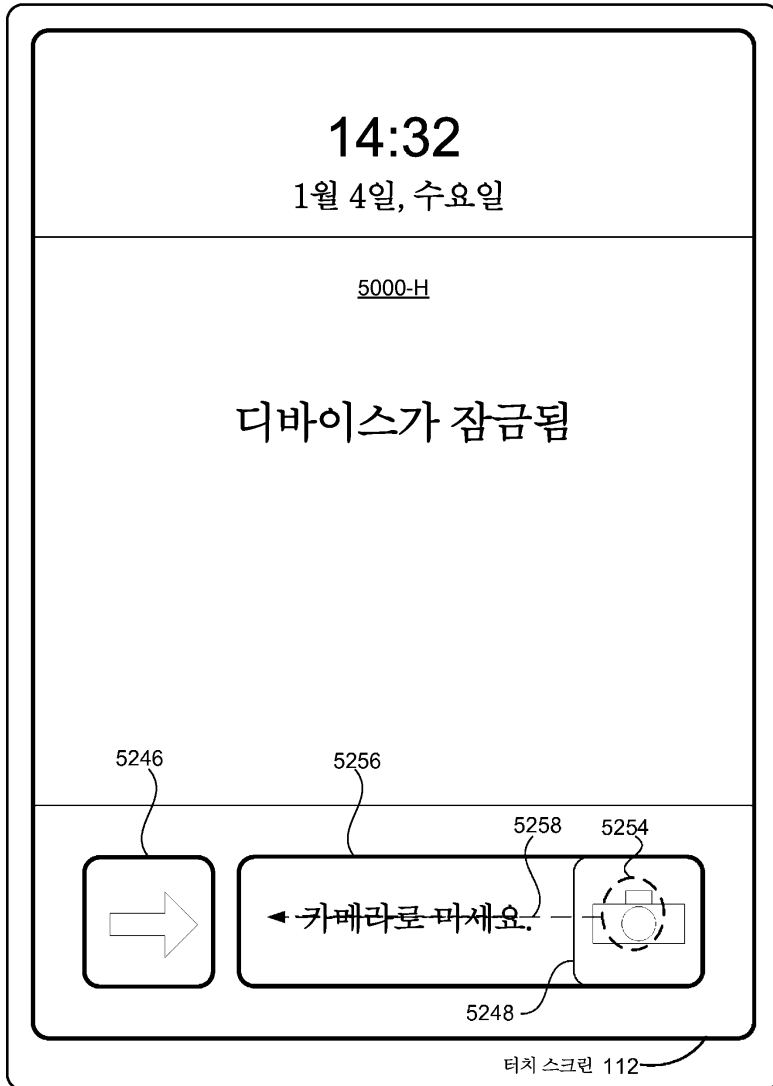 14:32
1월 4일, 수요일
5000-H
디바이스가 잠금됨
5246
5256
5258
5254
카메라로 미세요.
5248
터치 스크린 112